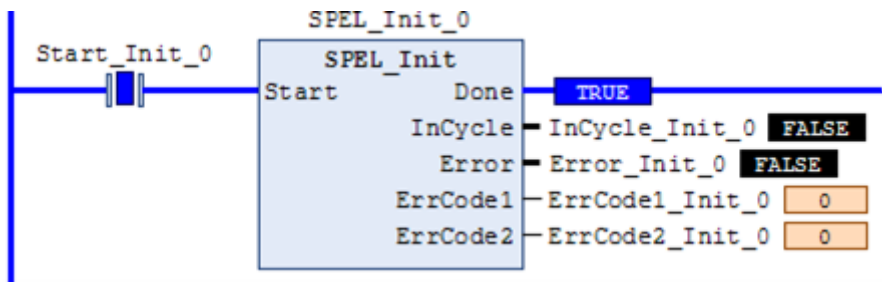 SPEL_Init_0
Start_Init_0
SPEL_Init
Start Done TRUE
InCycle InCycle_Init_0 FALSE
Error Error_Init_0 FALSE
ErrCode1 ErrCode1_Init_0 0
ErrCode2 ErrCode2_Init_0 0